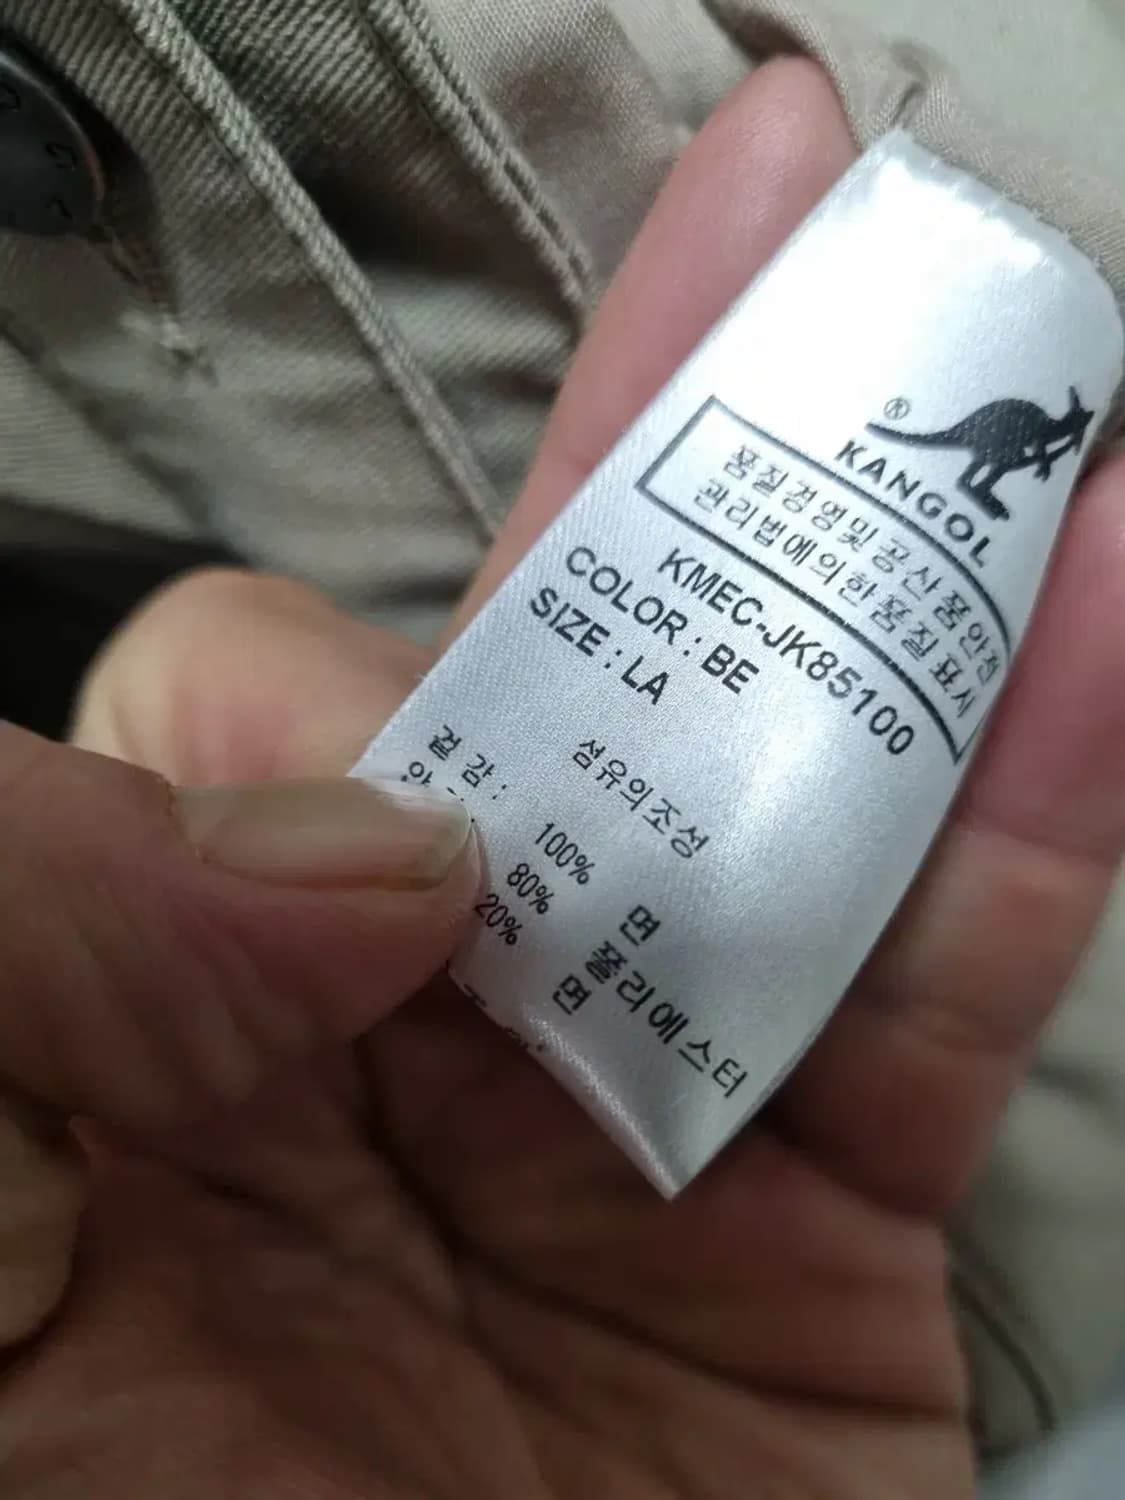 ®
KANGOL
품질경영및공산품안전
관리법에의한품질표시
KMEC-JK85100
COLOR : BE
SIZE : LA
섬유의조성
겉감 : 100% 면
80% 폴리에스터
20% 면